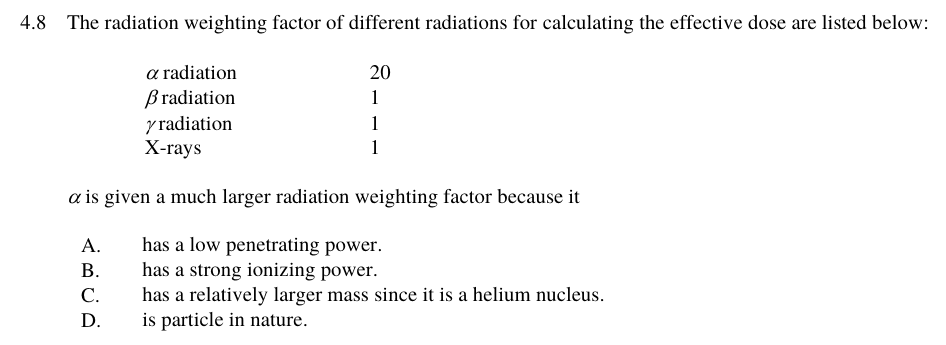 4.8 The radiation weighting factor of different radiations for calculating the effective dose are listed below:
α radiation 20
β radiation 1
γ radiation 1
X-rays 1
α is given a much larger radiation weighting factor because it
A. has a low penetrating power.
B. has a strong ionizing power.
C. has a relatively larger mass since it is a helium nucleus.
D. is particle in nature.